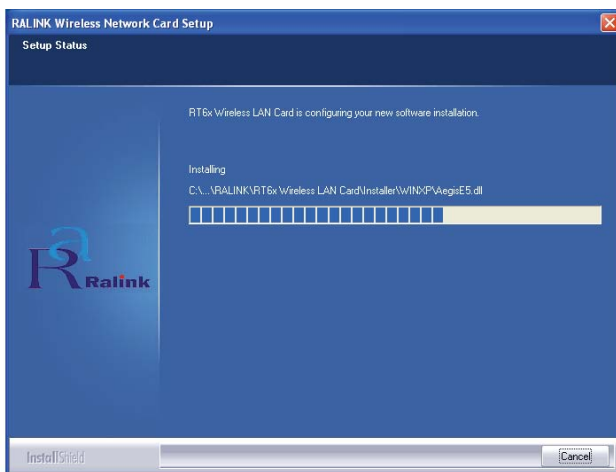 RALINK Wireless Network Card Setup
Setup Status
RT6x Wireless LAN Card is configuring your new software installation.
Installing
C:\...\RALINK\RT6x Wireless LAN Card\Installer\WINXP\AegisE5.dll
Ralink
InstallShield
Cancel